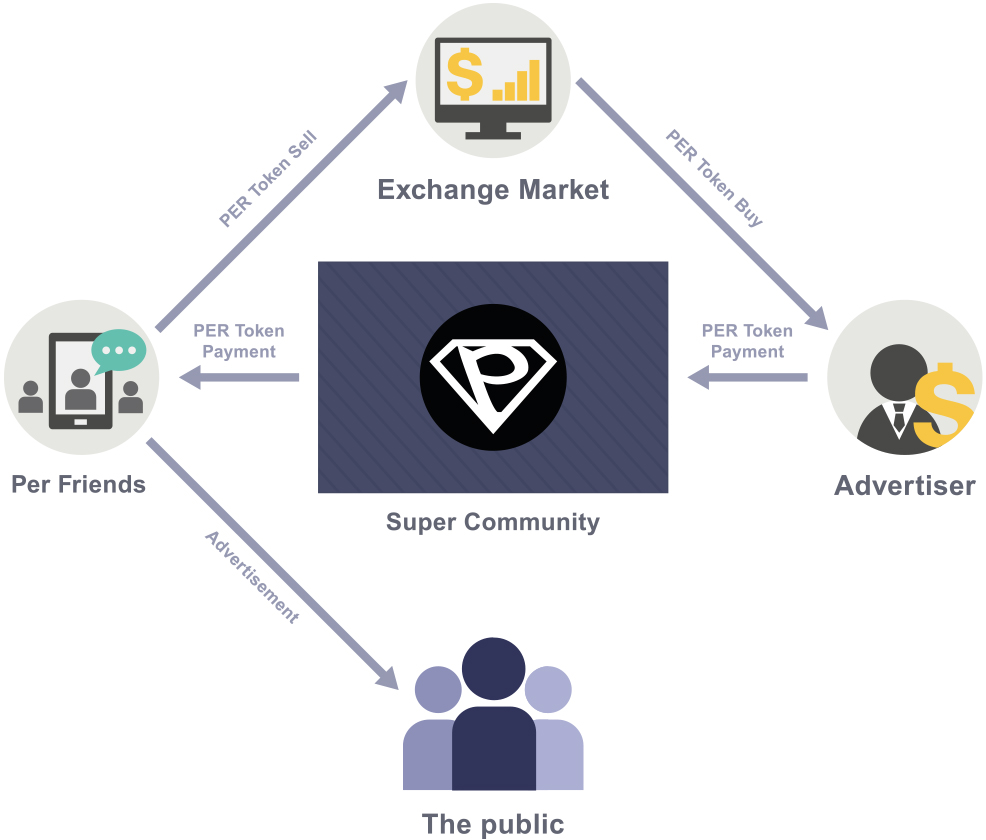 $
Exchange Market
PER Token Sell
PER Token Buy
PER Token
Payment
P
PER Token
Payment
$
Per Friends
Advertiser
Super Community
Advertisement
The public